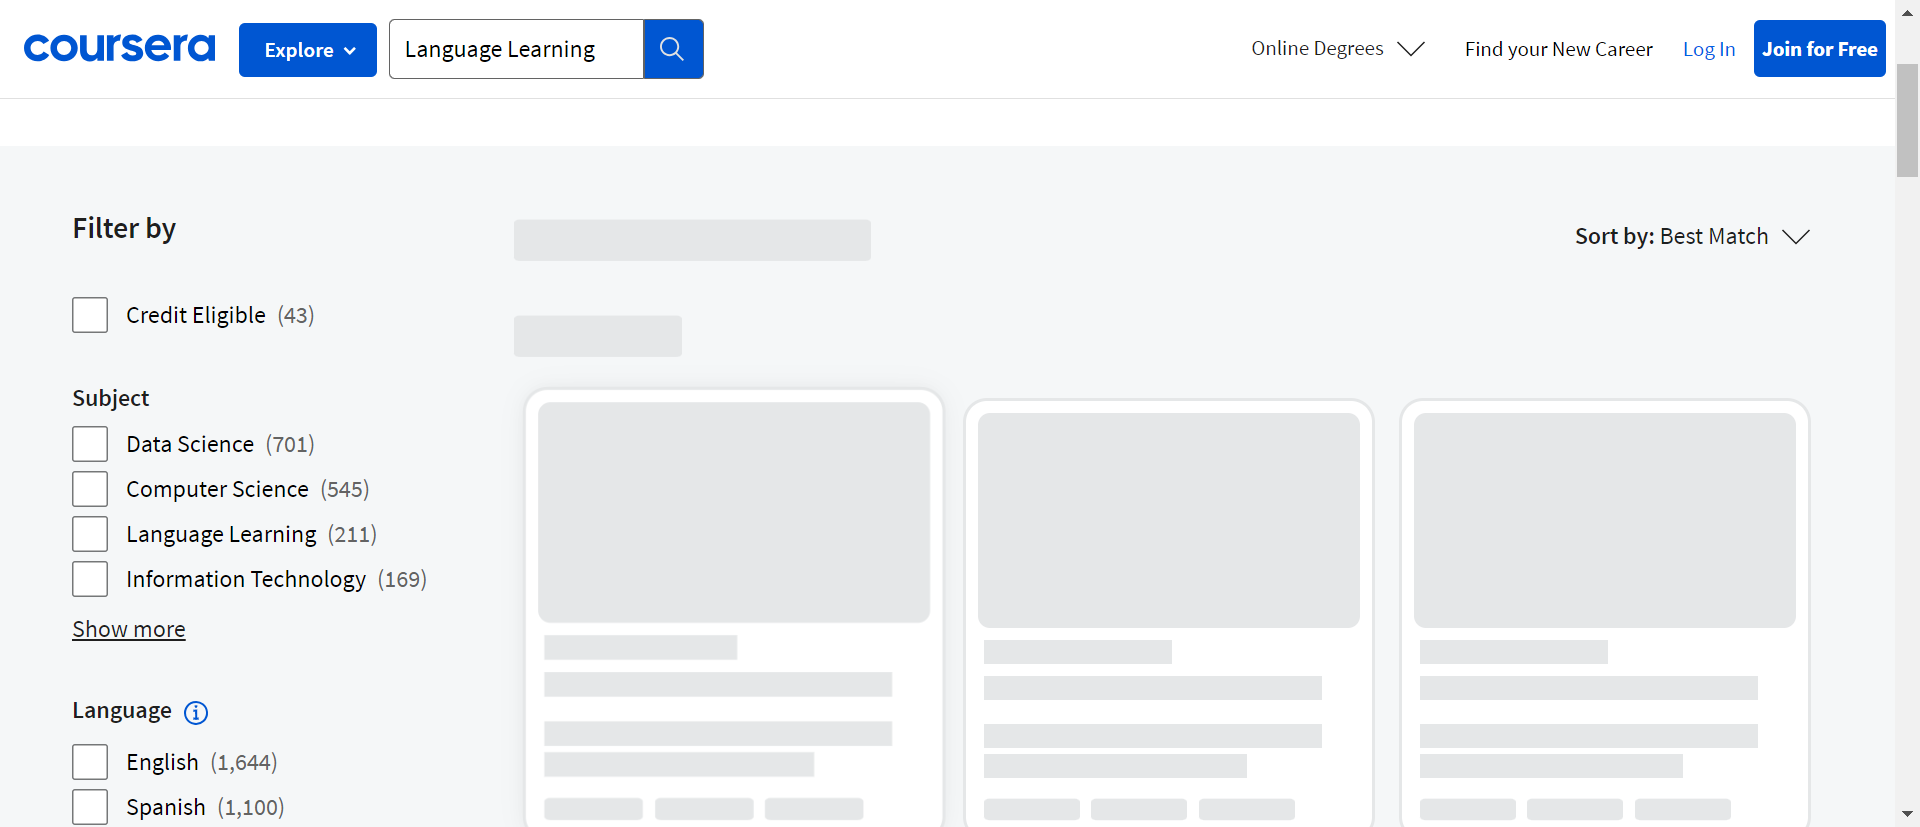 coursera
Explore
Language Learning
Online Degrees
Find your New Career
Log In
Join for Free
Filter by
Sort by: Best Match
Credit Eligible (43)
Subject
Data Science (701)
Computer Science (545)
Language Learning (211)
Information Technology (169)
Show more
Language
English (1,644)
Spanish (1,100)